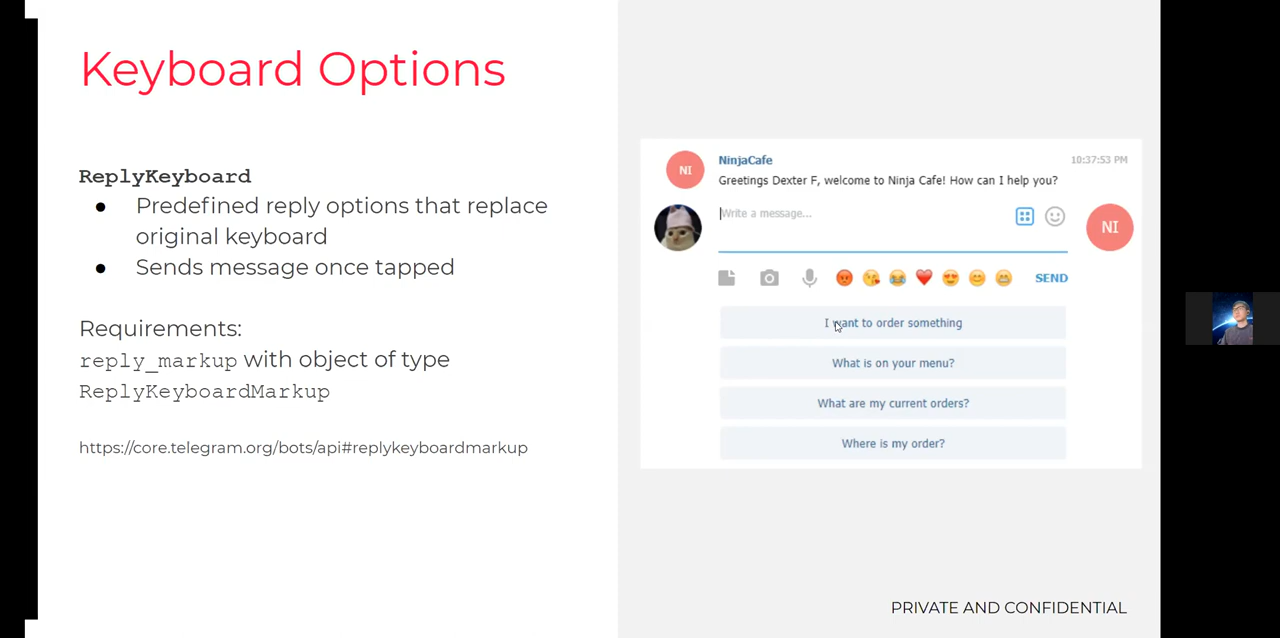 Keyboard Options
ReplyKeyboard
● Predefined reply options that replace
original keyboard
● Sends message once tapped
Requirements:
reply_markup with object of type
ReplyKeyboardMarkup
https://core.telegram.org/bots/api#replykeyboardmarkup
NI
NinjaCafe
10:37:53 PM
Greetings Dexter F, welcome to Ninja Cafe! How can I help you?
Write a message...
NI
SEND
I want to order something
What is on your menu?
What are my current orders?
Where is my order?
PRIVATE AND CONFIDENTIAL